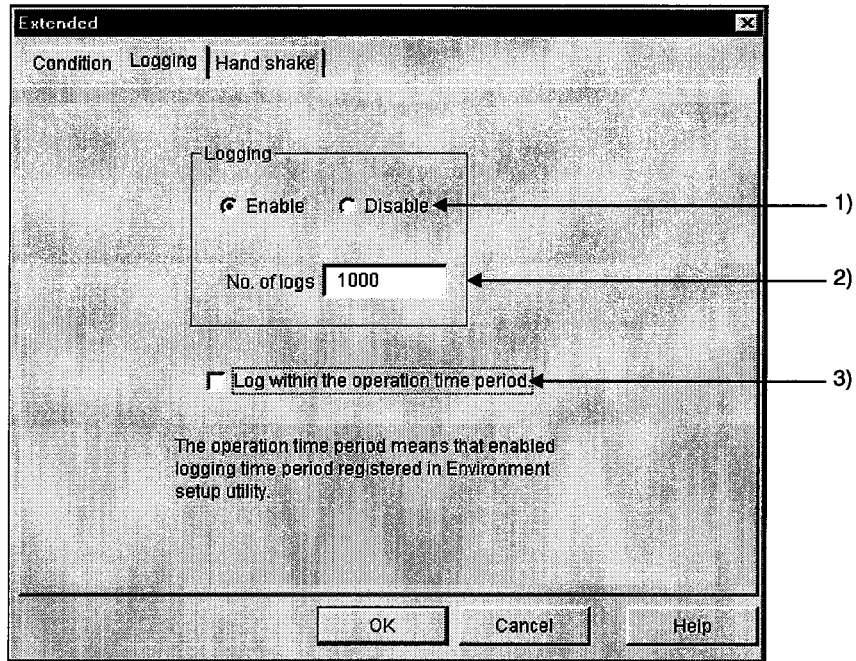 Extended
Condition Logging Hand shake
Logging
Enable Disable
1)
No. of logs 1000
2)
Log within the operation time period.
3)
The operation time period means that enabled
logging time period registered in Environment
setup utility.
OK Cancel Help